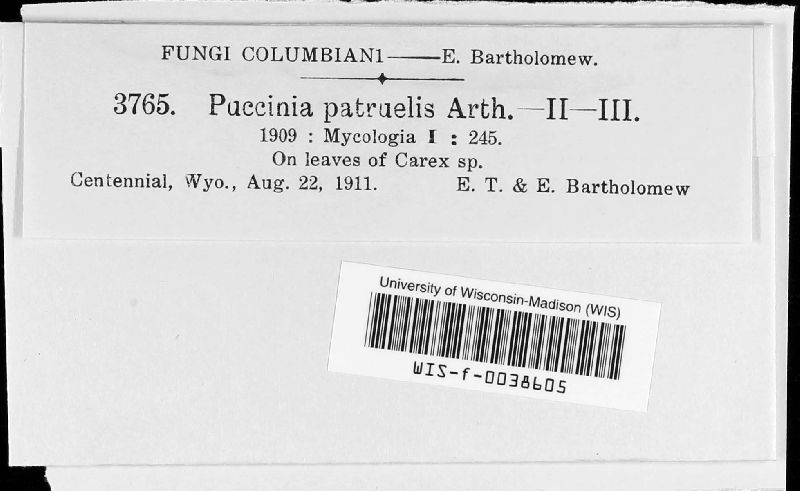 FUNGI COLUMBIANI——E. Bartholomew.
3765. Puccinia patruelis Arth.—II—III.
1909 : Mycologia I : 245.
On leaves of Carex sp.
Centennial, Wyo., Aug. 22, 1911. E. T. & E. Bartholomew
University of Wisconsin-Madison (WIS)
WIS-f-0038605